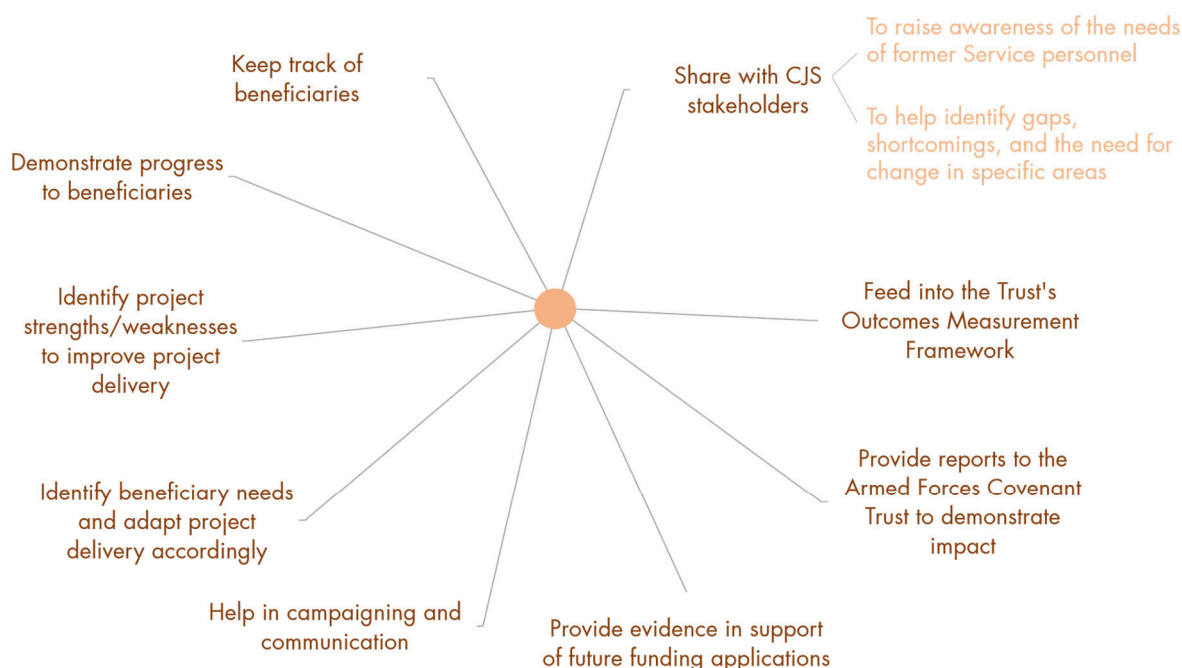 Keep track of
beneficiaries
Share with CJS
stakeholders
To raise awareness of the needs
of former Service personnel
To help identify gaps,
shortcomings, and the need for
change in specific areas
Demonstrate progress
to beneficiaries
Identify project
strengths/weaknesses
to improve project
delivery
Feed into the Trust's
Outcomes Measurement
Framework
Identify beneficiary needs
and adapt project
delivery accordingly
Provide reports to the
Armed Forces Covenant
Trust to demonstrate
impact
Help in campaigning and
communication
Provide evidence in support
of future funding applications